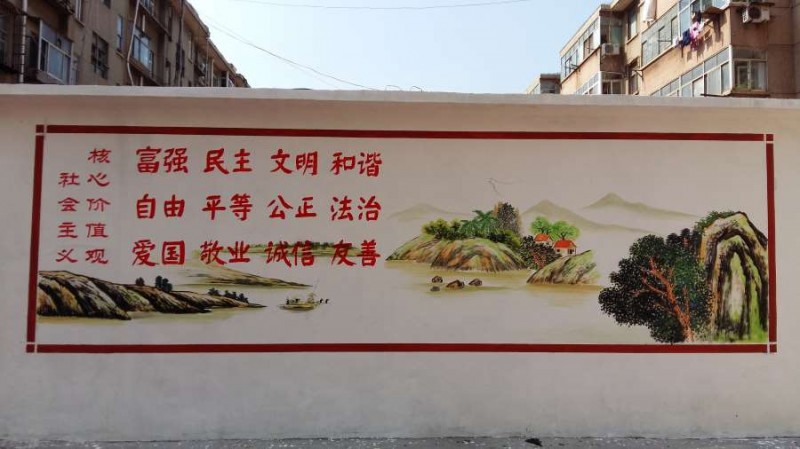 社会主义
核心价值观
富强 民主 文明 和谐
自由 平等 公正 法治
爱国 敬业 诚信 友善